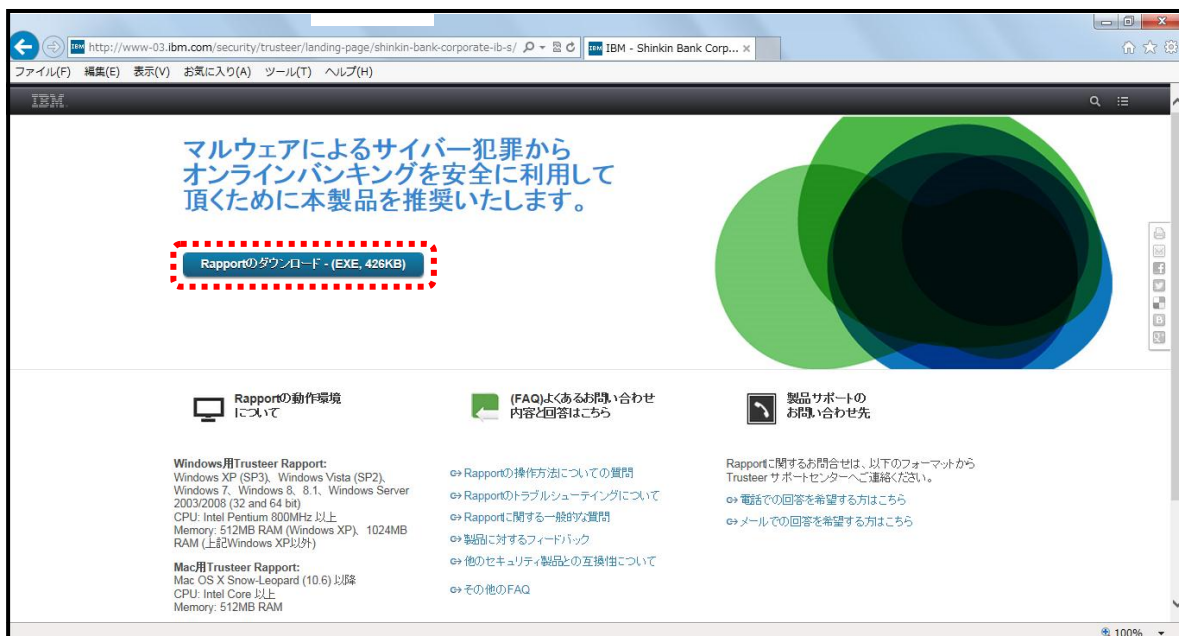 http://www-03.ibm.com/security/trusteer/landing-page/shinkin-bank-corporate-ib-s/
IBM - Shinkin Bank Corp...
ファイル(F) 編集(E) 表示(V) お気に入り(A) ツール(T) ヘルプ(H)
IBM
マルウェアによるサイバー犯罪から
オンラインバンキングを安全に利用して
頂くために本製品を推奨いたします。
Rapportのダウンロード - (EXE, 426KB)
Rapportの動作環境
について
Windows用Trusteer Rapport:
Windows XP (SP3)、Windows Vista (SP2)、
Windows 7、Windows 8、8.1、Windows Server
2003/2008 (32 and 64 bit)
CPU: Intel Pentium 800MHz 以上
Memory: 512MB RAM (Windows XP)、1024MB
RAM (上記Windows XP以外)
Mac用Trusteer Rapport:
Mac OS X Snow-Leopard (10.6) 以降
CPU: Intel Core 以上
Memory: 512MB RAM
(FAQ)よくあるお問い合わせ
内容と回答はこちら
Rapportの操作方法についての質問
Rapportのトラブルシューティングについて
Rapportに関する一般的な質問
製品に対するフィードバック
他のセキュリティ製品との互換性について
その他のFAQ
製品サポートの
お問い合わせ先
Rapportに関するお問合せは、以下のフォーマットから
Trusteer サポートセンターへご連絡ください。
電話での回答を希望する方はこちら
メールでの回答を希望する方はこちら
100%